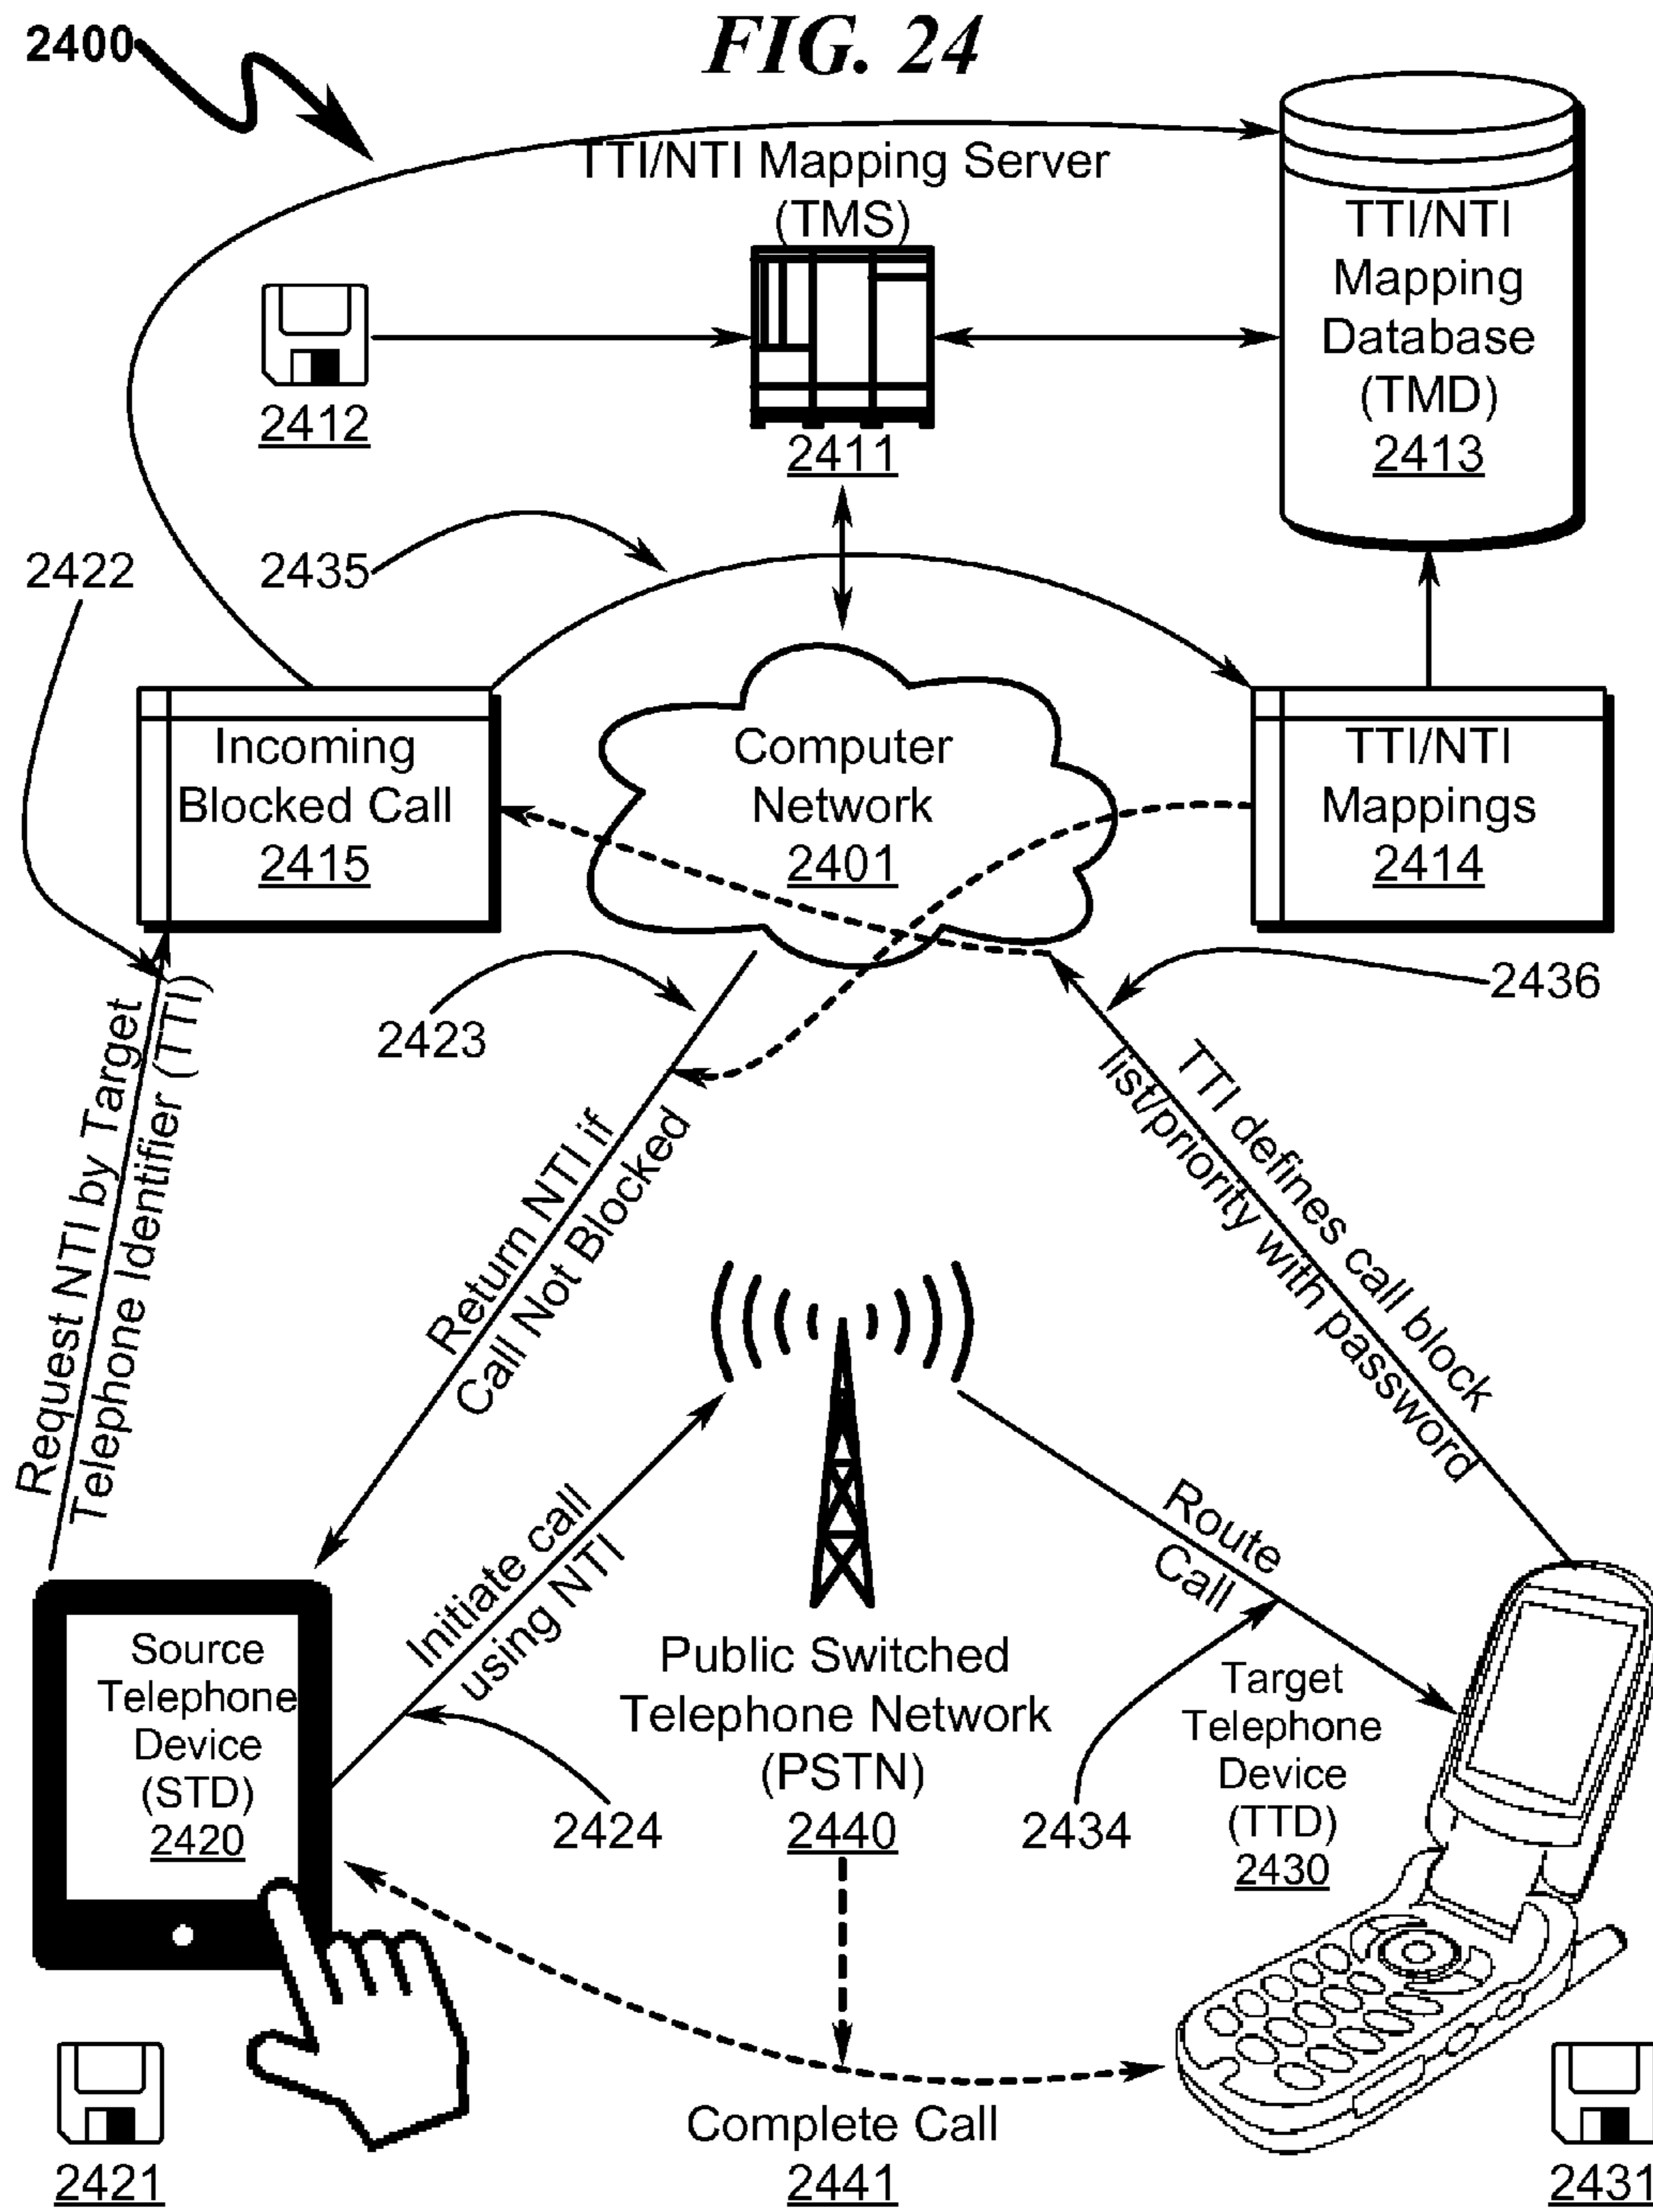 FIG. 24
2400
TTI/NTI Mapping Server
(TMS)
2411
2412
TTI/NTI
Mapping
Database
(TMD)
2413
2422
2435
Incoming
Blocked Call
2415
Computer
Network
2401
TTI/NTI
Mappings
2414
2423
2436
Request NTI by Target
Telephone Identifier (TTI)
Return NTI if
Call Not Blocked
TTI defines call block
list/priority with password
Initiate call
using NTI
Route
Call
Source
Telephone
Device
(STD)
2420
Public Switched
Telephone Network
(PSTN)
2440
Target
Telephone
Device
(TTD)
2430
2424
2434
Complete Call
2441
2421
2431